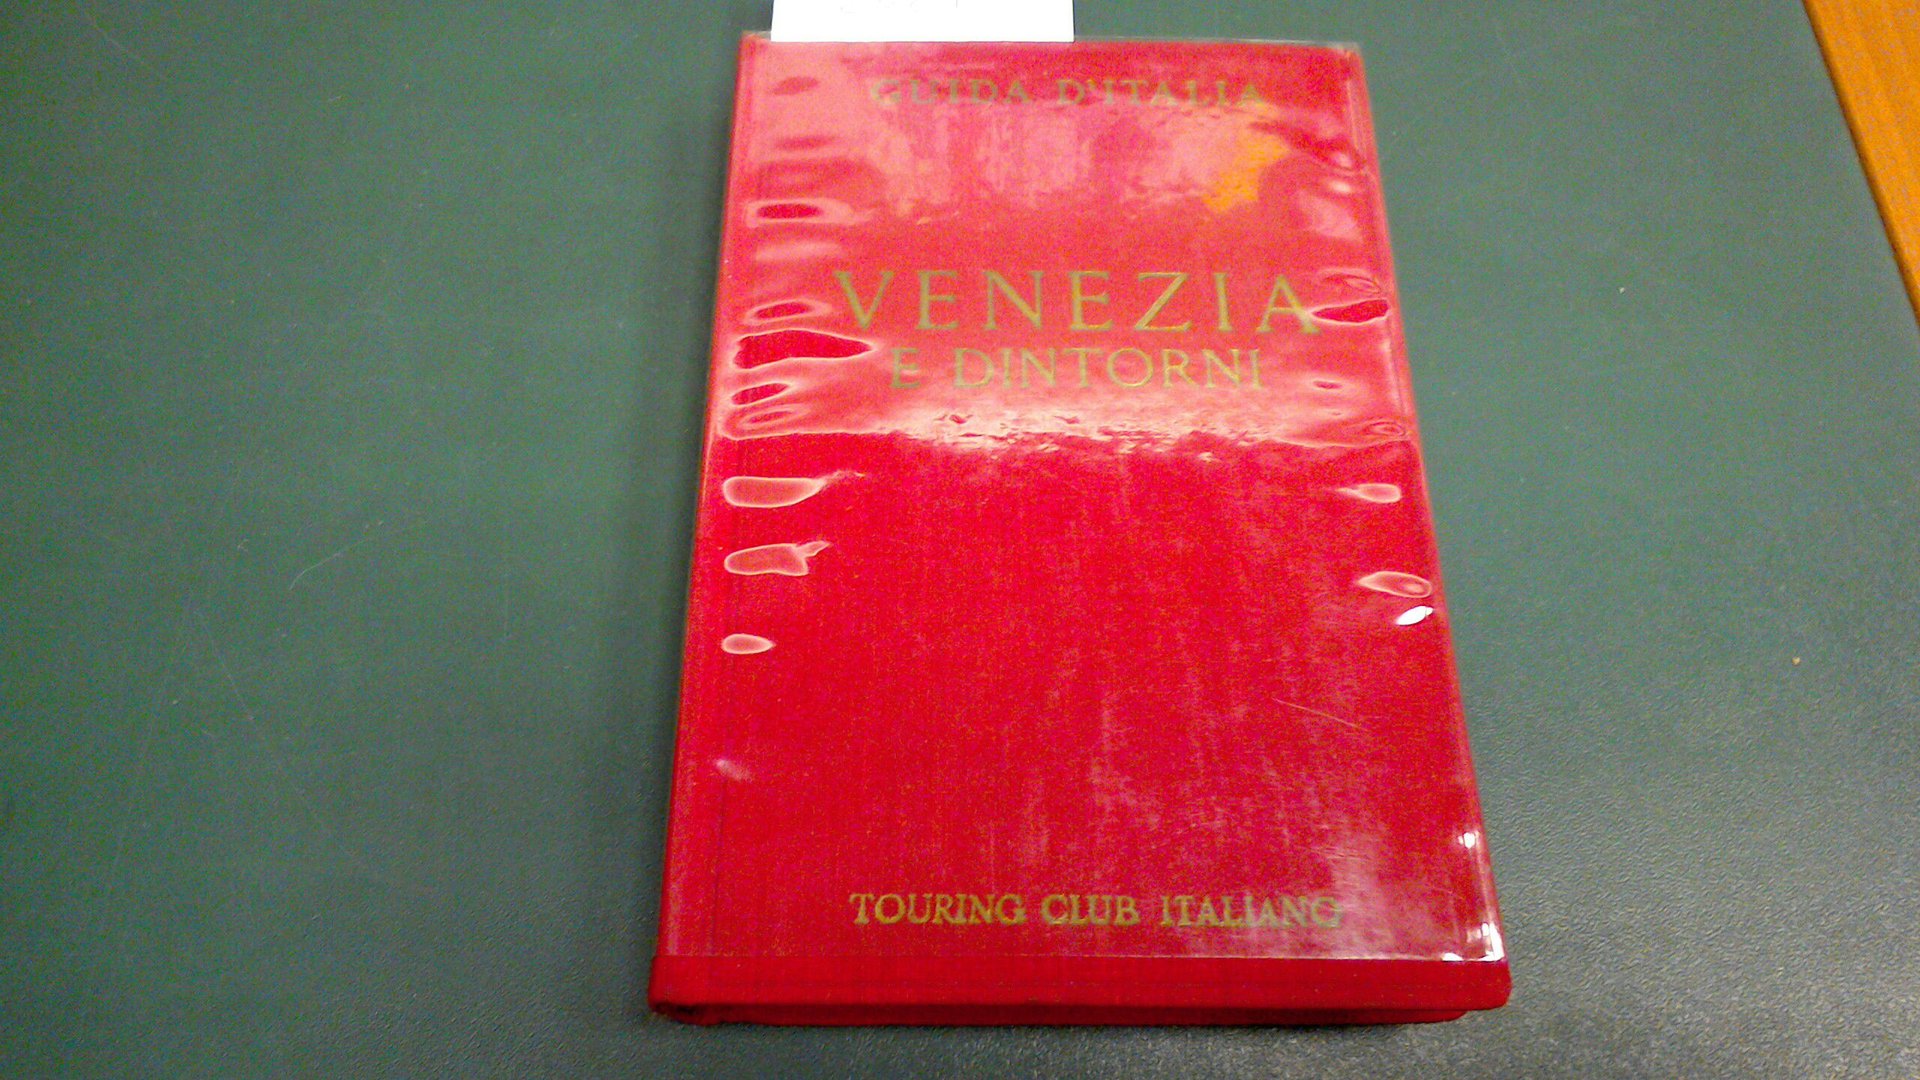 GUIDA D'ITALIA
VENEZIA
E DINTORNI
TOURING CLUB ITALIANO